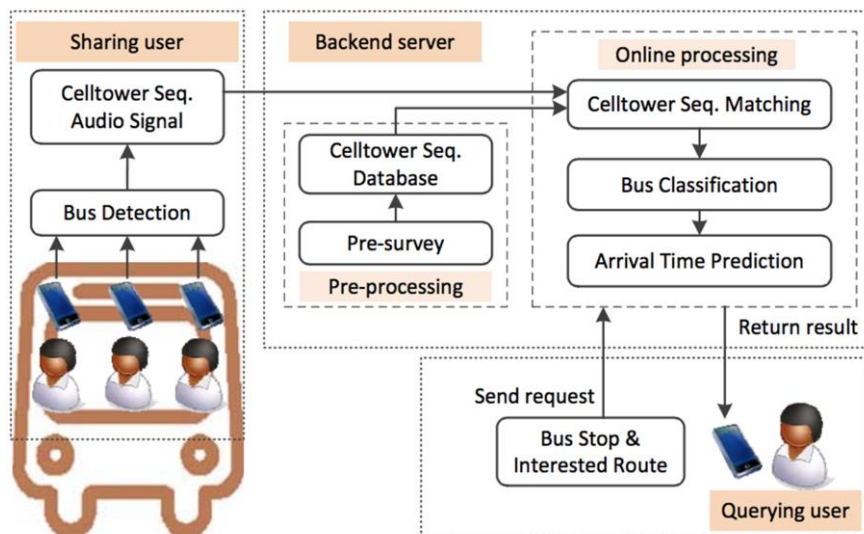 Sharing user
Celltower Seq.
Audio Signal
Bus Detection
Backend server
Celltower Seq.
Database
Pre-survey
Pre-processing
Online processing
Celltower Seq. Matching
Bus Classification
Arrival Time Prediction
Return result
Send request
Bus Stop &
Interested Route
Querying user